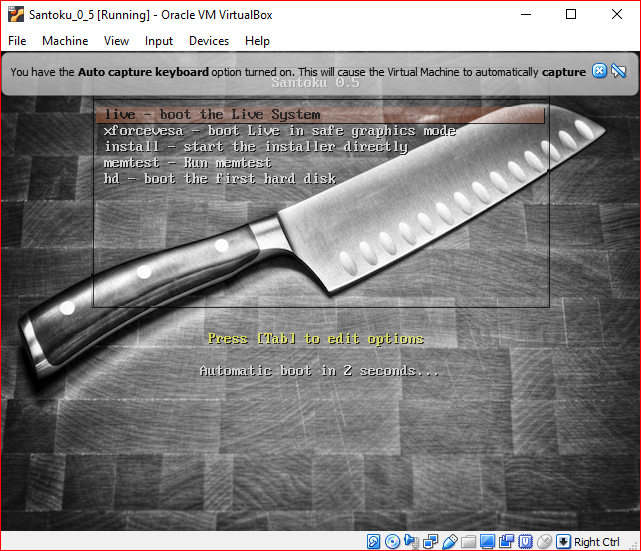 Santoku_0_5 [Running] - Oracle VM VirtualBox
File Machine View Input Devices Help
You have the Auto capture keyboard option turned on. This will cause the Virtual Machine to automatically capture
Santoku 0.5
live - boot the Live System
xforcevesa - boot Live in safe graphics mode
install - start the installer directly
memtest - Run memtest
hd - boot the first hard disk
Press [Tab] to edit options
Automatic boot in 2 seconds...
Right Ctrl